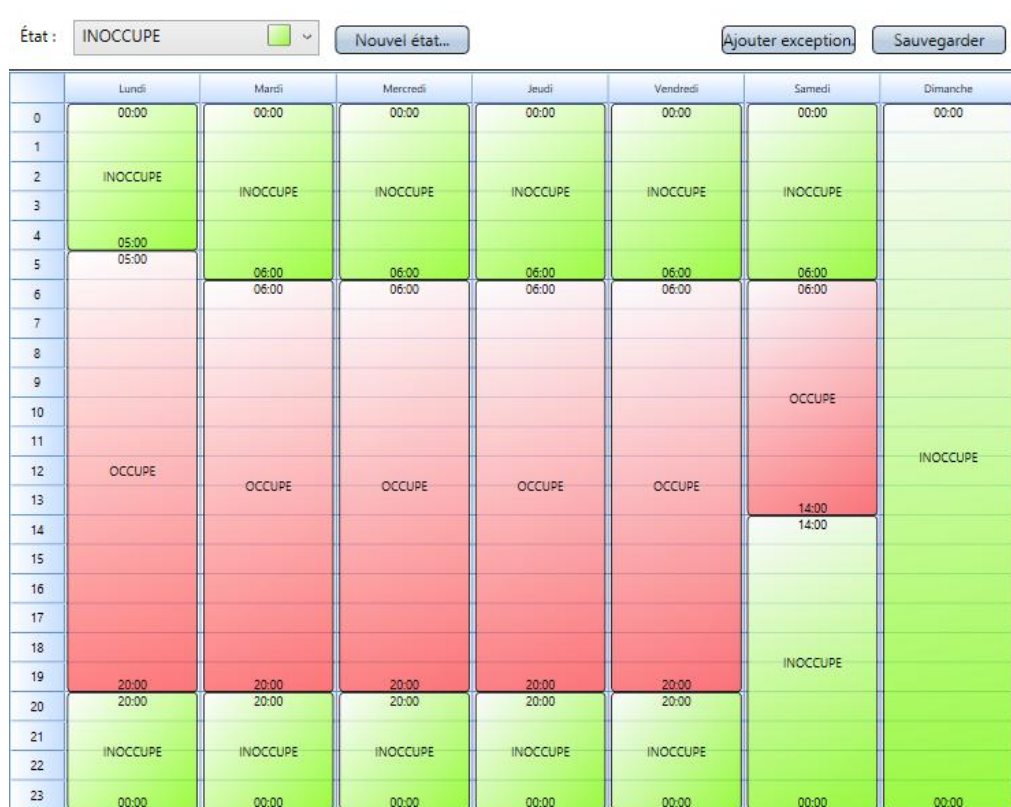 État : INOCCUPE Nouvel état... Ajouter exception. Sauvegarder
Lundi Mardi Mercredi Jeudi Vendredi Samedi Dimanche
0 00:00 00:00 00:00 00:00 00:00 00:00 00:00
1
2 INOCCUPE
INOCCUPE INOCCUPE INOCCUPE INOCCUPE INOCCUPE
3
4 05:00
5 05:00
06:00 06:00 06:00 06:00 06:00
6 06:00 06:00 06:00 06:00 06:00
7
8
9
10 OCCUPE
11
12 OCCUPE INOCCUPE
OCCUPE OCCUPE OCCUPE OCCUPE
13 14:00
14 14:00
15
16
17
18
INOCCUPE
19 20:00 20:00 20:00 20:00 20:00
20 20:00 20:00 20:00 20:00 20:00
21
INOCCUPE INOCCUPE INOCCUPE INOCCUPE INOCCUPE
22
23 00:00 00:00 00:00 00:00 00:00 00:00 00:00